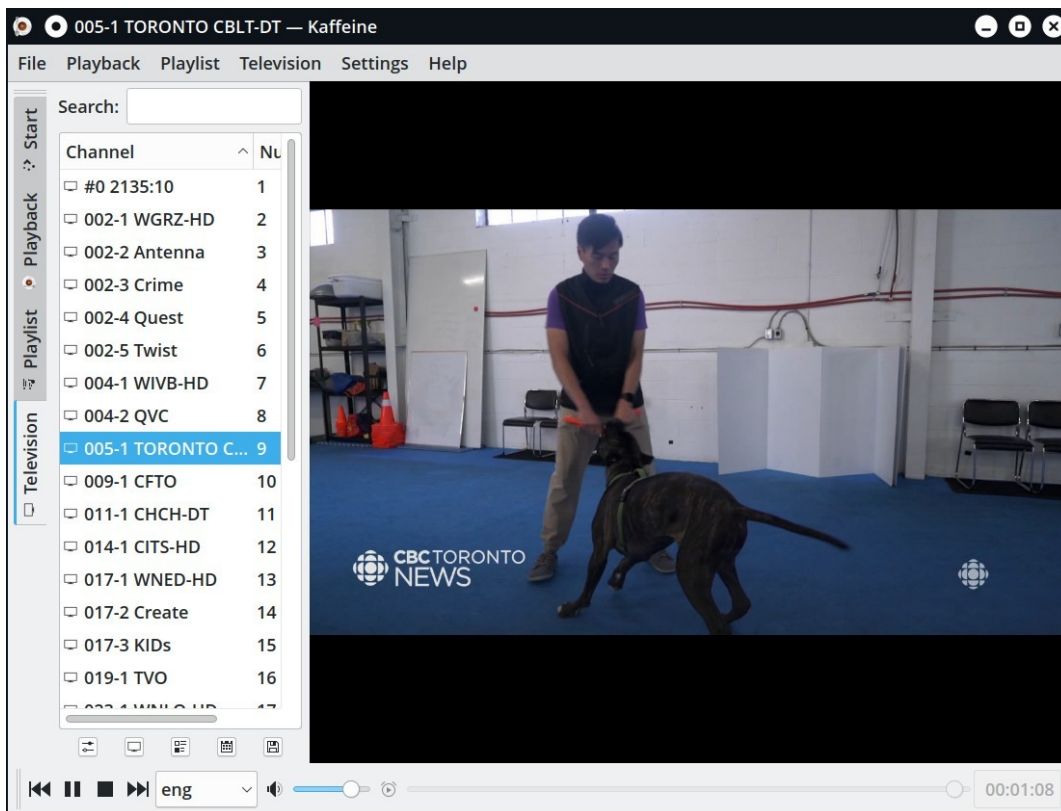 005-1 TORONTO CBLT-DT — Kaffeine
File Playback Playlist Television Settings Help
Start
Playback
Playlist
Television
Search:
Channel Nu
#0 2135:10 1
002-1 WGRZ-HD 2
002-2 Antenna 3
002-3 Crime 4
002-4 Quest 5
002-5 Twist 6
004-1 WIVB-HD 7
004-2 QVC 8
005-1 TORONTO C... 9
009-1 CFTO 10
011-1 CHCH-DT 11
014-1 CITS-HD 12
017-1 WNED-HD 13
017-2 Create 14
017-3 KIDs 15
019-1 TVO 16
CBC TORONTO
NEWS
eng
00:01:08